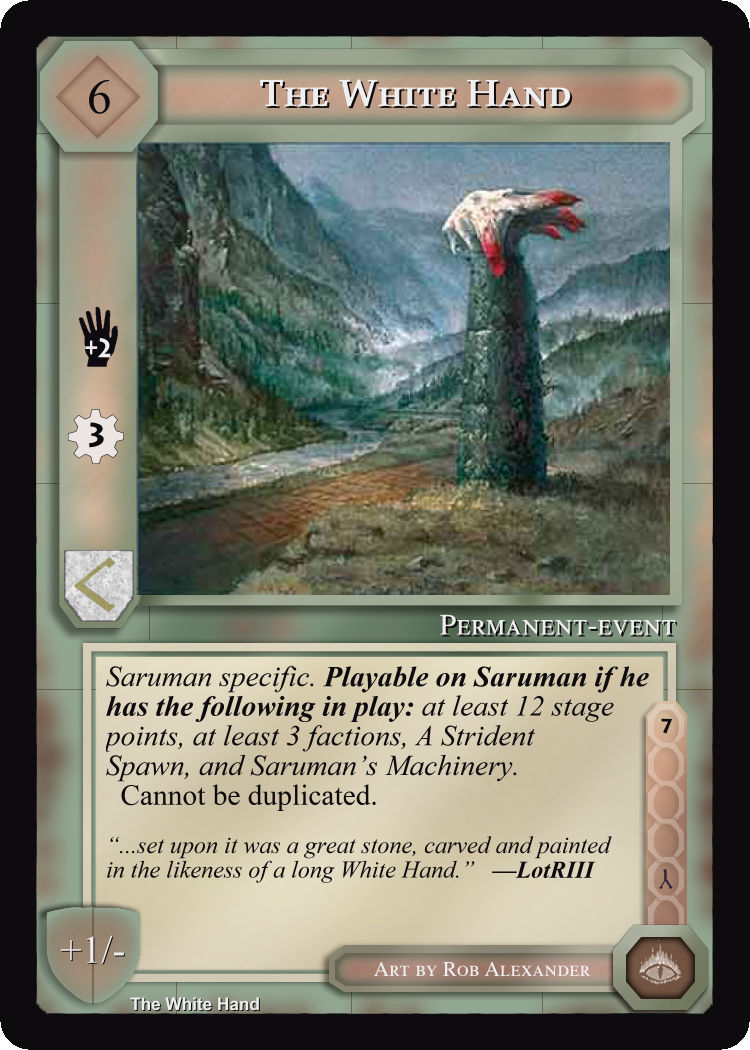 6
THE WHITE HAND
+2
3
PERMANENT-EVENT
Saruman specific. Playable on Saruman if he
has the following in play: at least 12 stage
points, at least 3 factions, A Strident
Spawn, and Saruman's Machinery.
Cannot be duplicated.
7
"...set upon it was a great stone, carved and painted
in the likeness of a long White Hand." —LotRIII
+1/-
ART BY ROB ALEXANDER
The White Hand